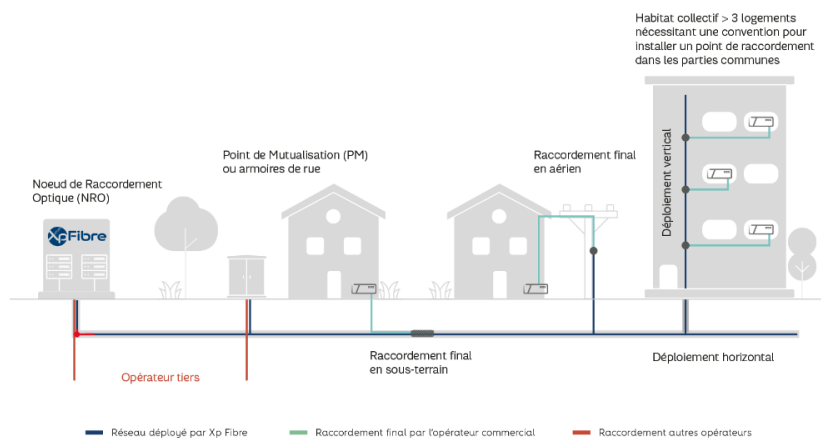 Habitat collectif > 3 logements
nécessitant une convention pour
installer un point de raccordement
dans les parties communes
Point de Mutualisation (PM)
ou armoires de rue
Raccordement final
en aérien
Noeud de Raccordement
Optique (NRO)
XpFibre
Déploiement vertical
Raccordement final
en sous-terrain
Déploiement horizontal
Opérateur tiers
Réseau déployé par Xp Fibre
Raccordement final par l'opérateur commercial
Raccordement autres opérateurs